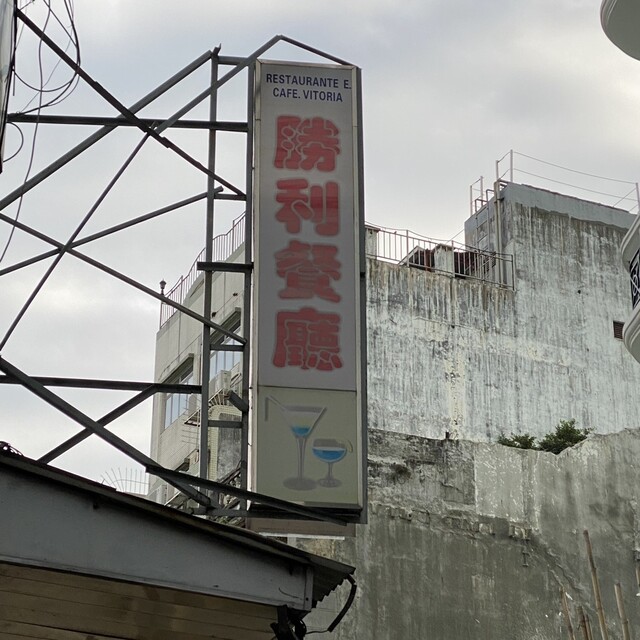 RESTAURANTE E.
CAFE. VITORIA
勝利餐廳